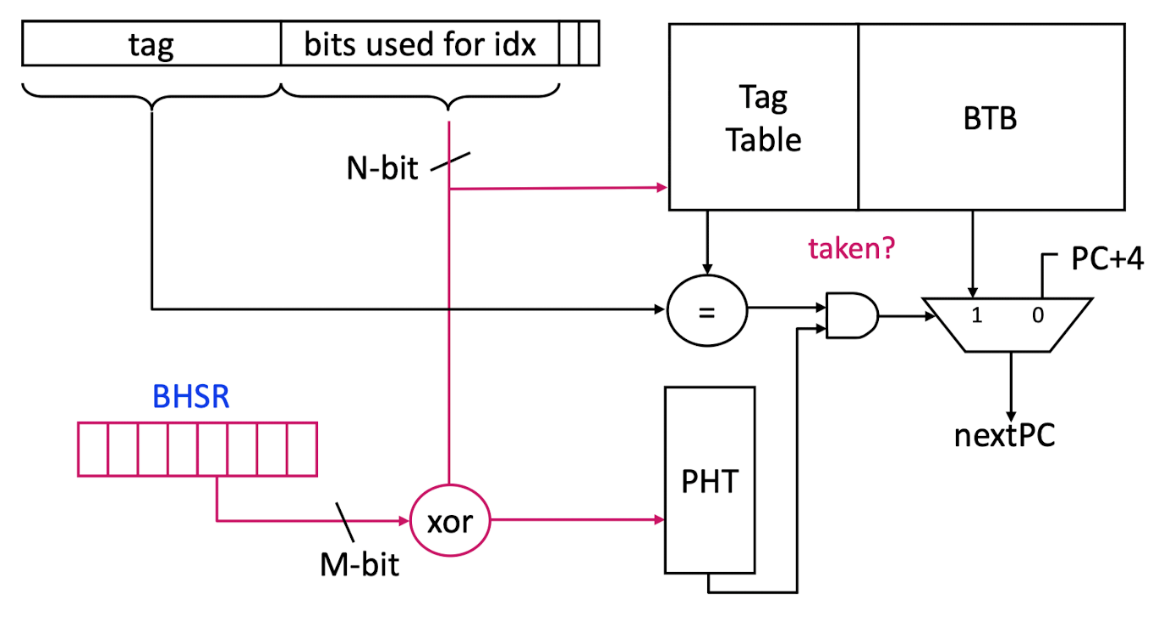 tag
bits used for idx
Tag
Table
BTB
N-bit
taken?
PC+4
=
1
0
BHSR
nextPC
PHT
xor
M-bit